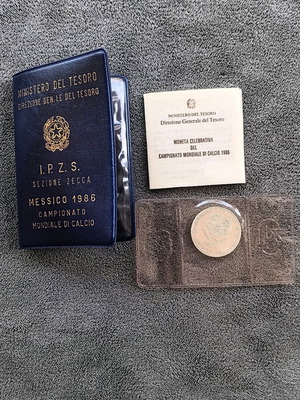 MINISTERO DEL TESORO
DIREZIONE GEN.LE DEL TESORO
I.P.Z.S.
SEZIONE ZECCA
MESSICO 1986
CAMPIONATO
MONDIALE DI CALCIO
MINISTERO DEL TESORO
Direzione Generale del Tesoro
MONETA CELEBRATIVA
DEL
CAMPIONATO MONDIALE DI CALCIO 1986